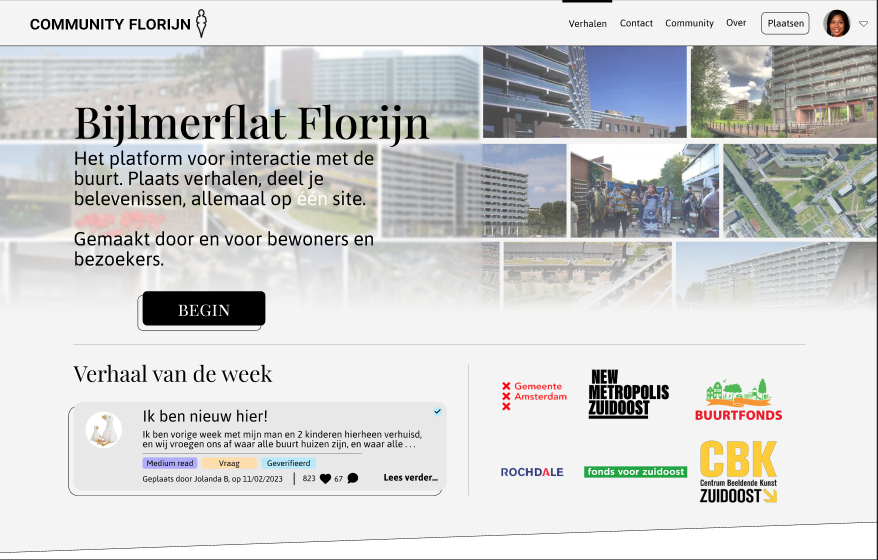 COMMUNITY FLORIJN
Verhalen
Contact
Community
Over
Plaatsen
Bijlmerflat Florijn
Het platform voor interactie met de
buurt. Plaats verhalen, deel je
belevenissen, allemaal op één site.
Gemaakt door en voor bewoners en
bezoekers.
BEGIN
Verhaal van de week
Ik ben nieuw hier!
Ik ben vorige week met mijn man en 2 kinderen hierheen verhuisd,
en wij vroegen ons af waar alle buurt huizen zijn, en waar alle . . .
Medium read
Vraag
Geverifieerd
Geplaats door Jolanda B, op 11/02/2023
823
67
Lees verder...
Gemeente
Amsterdam
NEW
METROPOLIS
ZUIDOOST
BUURTFONDS
ROCHDALE
fonds voor zuidoost
CBK
Centrum Beeldende Kunst
ZUIDOOST